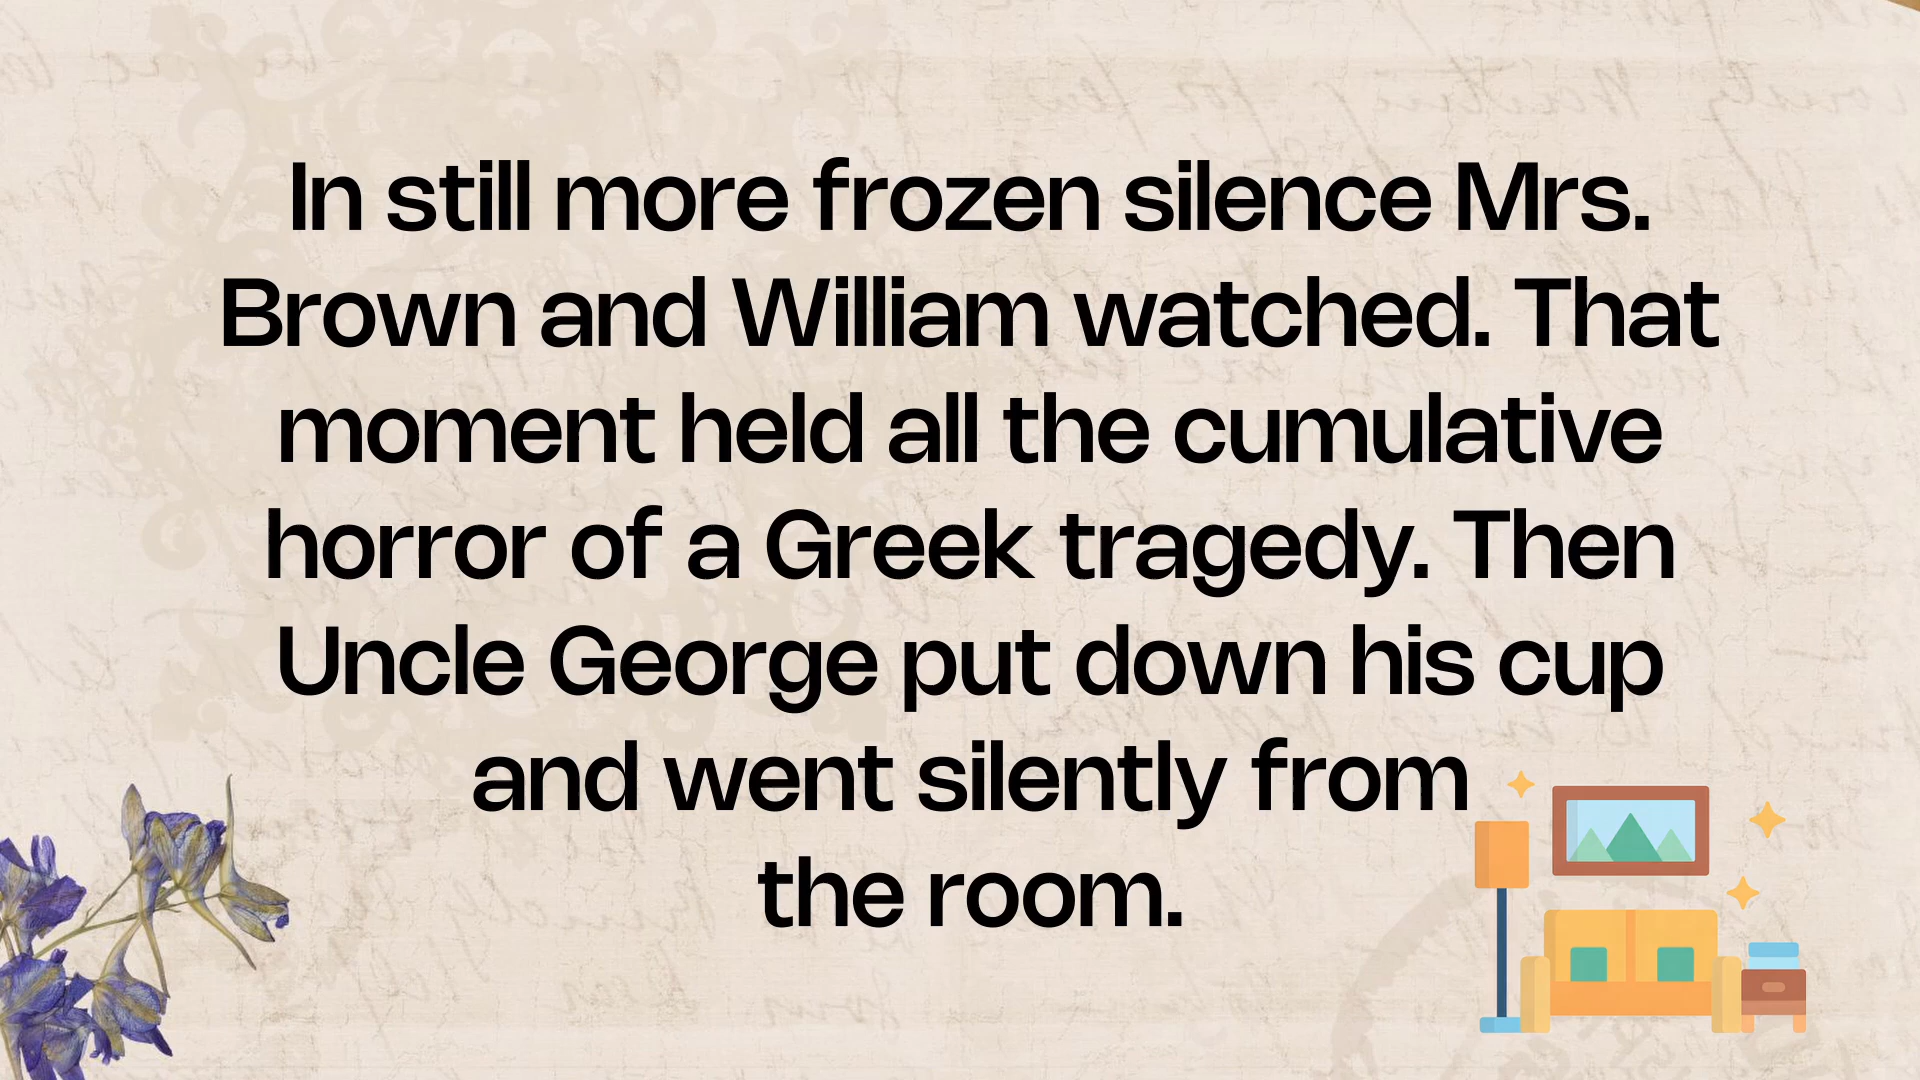 In still more frozen silence Mrs.
Brown and William watched. That
moment held all the cumulative
horror of a Greek tragedy. Then
Uncle George put down his cup
and went silently from
the room.